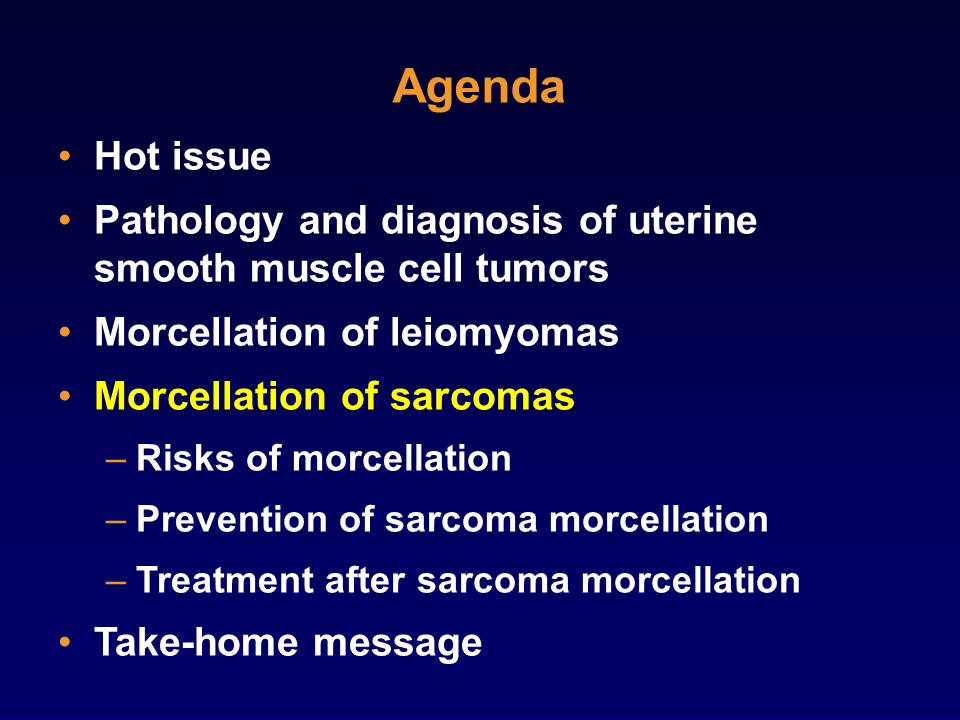 Agenda
• Hot issue
• Pathology and diagnosis of uterine
smooth muscle cell tumors
• Morcellation of leiomyomas
• Morcellation of sarcomas
– Risks of morcellation
– Prevention of sarcoma morcellation
– Treatment after sarcoma morcellation
• Take-home message